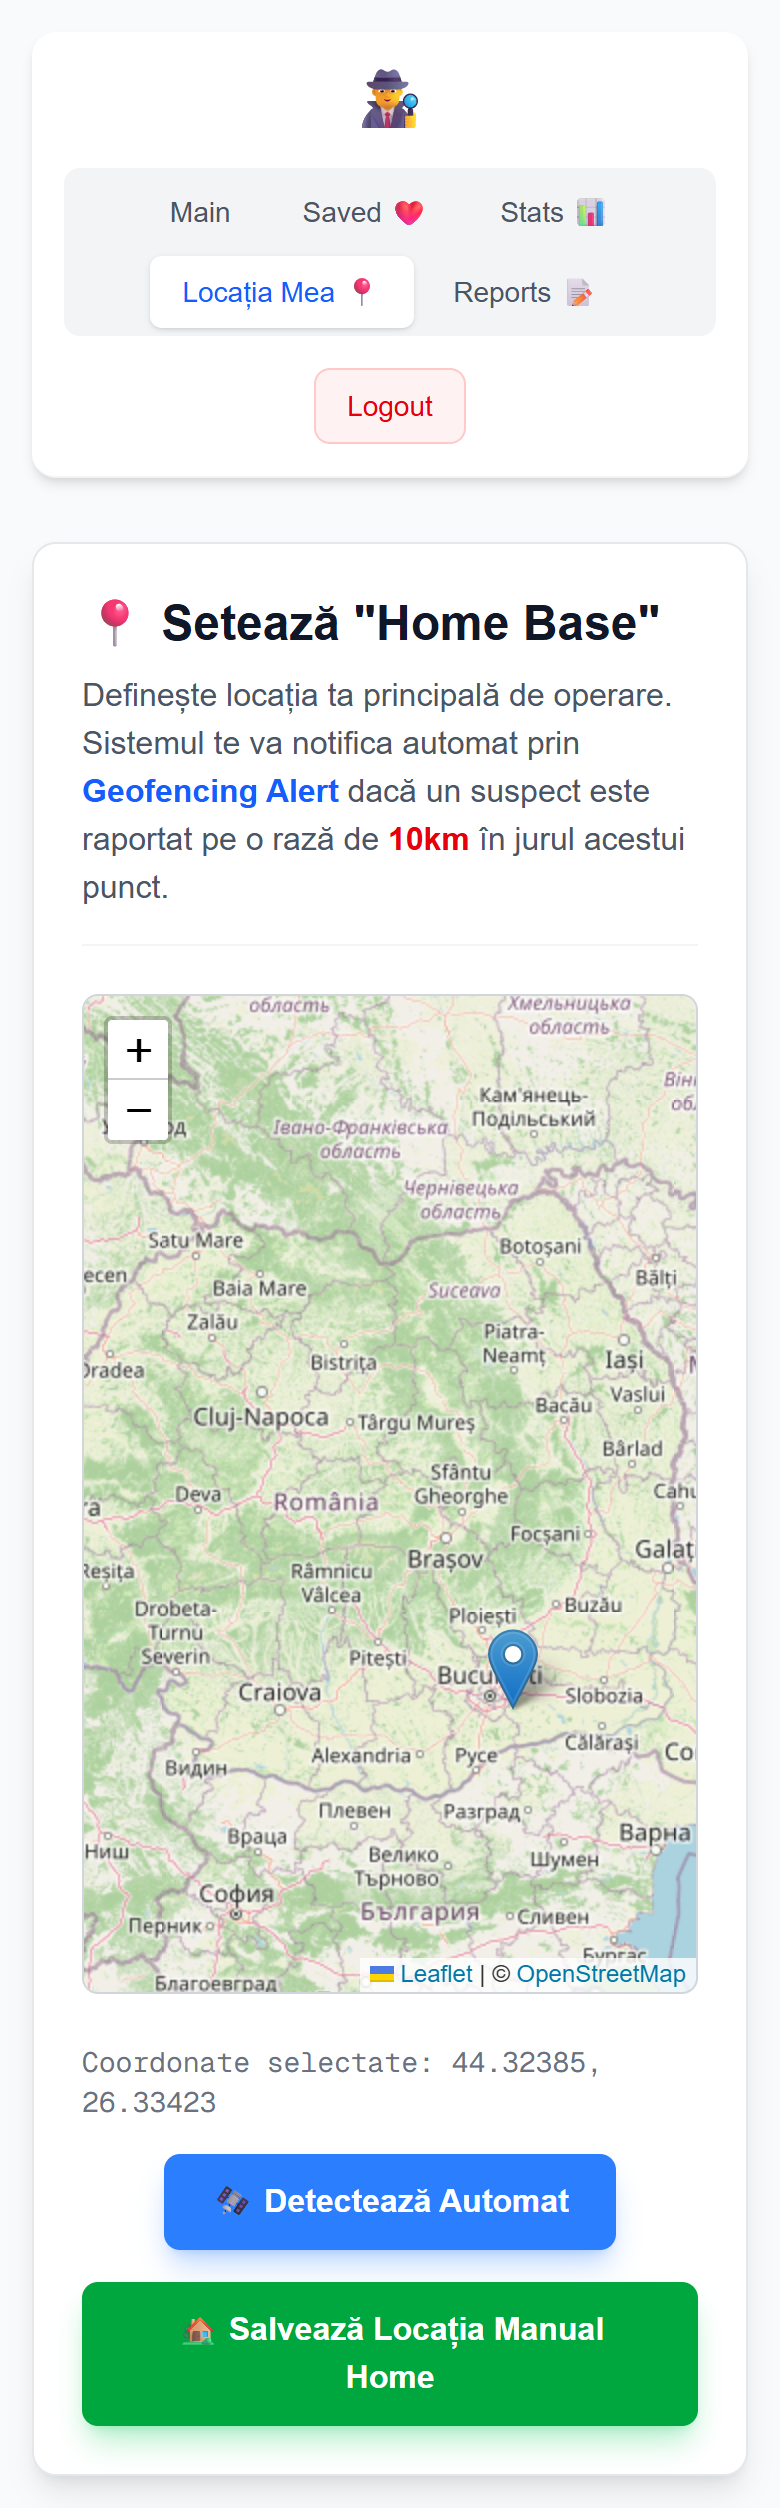 Main
Saved
Stats
Locația Mea
Reports
Logout
Setează "Home Base"
Definește locația ta principală de operare.
Sistemul te va notifica automat prin
Geofencing Alert dacă un suspect este
raportat pe o rază de 10km în jurul acestui
punct.
+
−
область
Хмельницька
область
Кам'янець-
Подільський
Івано-Франківська
область
Чернівецька
область
Satu Mare
Botoșani
Baia Mare
Suceava
Bălți
Zalău
Piatra-
Neamț
Bistrița
Iași
Vaslui
Cluj-Napoca
Târgu Mureș
Bacău
Bârlad
Sfântu
Gheorghe
Deva
România
Focșani
Brașov
Râmnicu
Vâlcea
Drobeta-
Turnu
Severin
Ploiești
Buzău
Pitești
Craiova
Slobozia
Călărași
Alexandria
Русе
Видин
Плевен
Разград
Враца
Варна
Ниш
Велико
Търново
Шумен
София
България
Сливен
Перник
Благоевград
Leaflet | © OpenStreetMap
Coordonate selectate: 44.32385,
26.33423
Detectează Automat
Salvează Locația Manual
Home